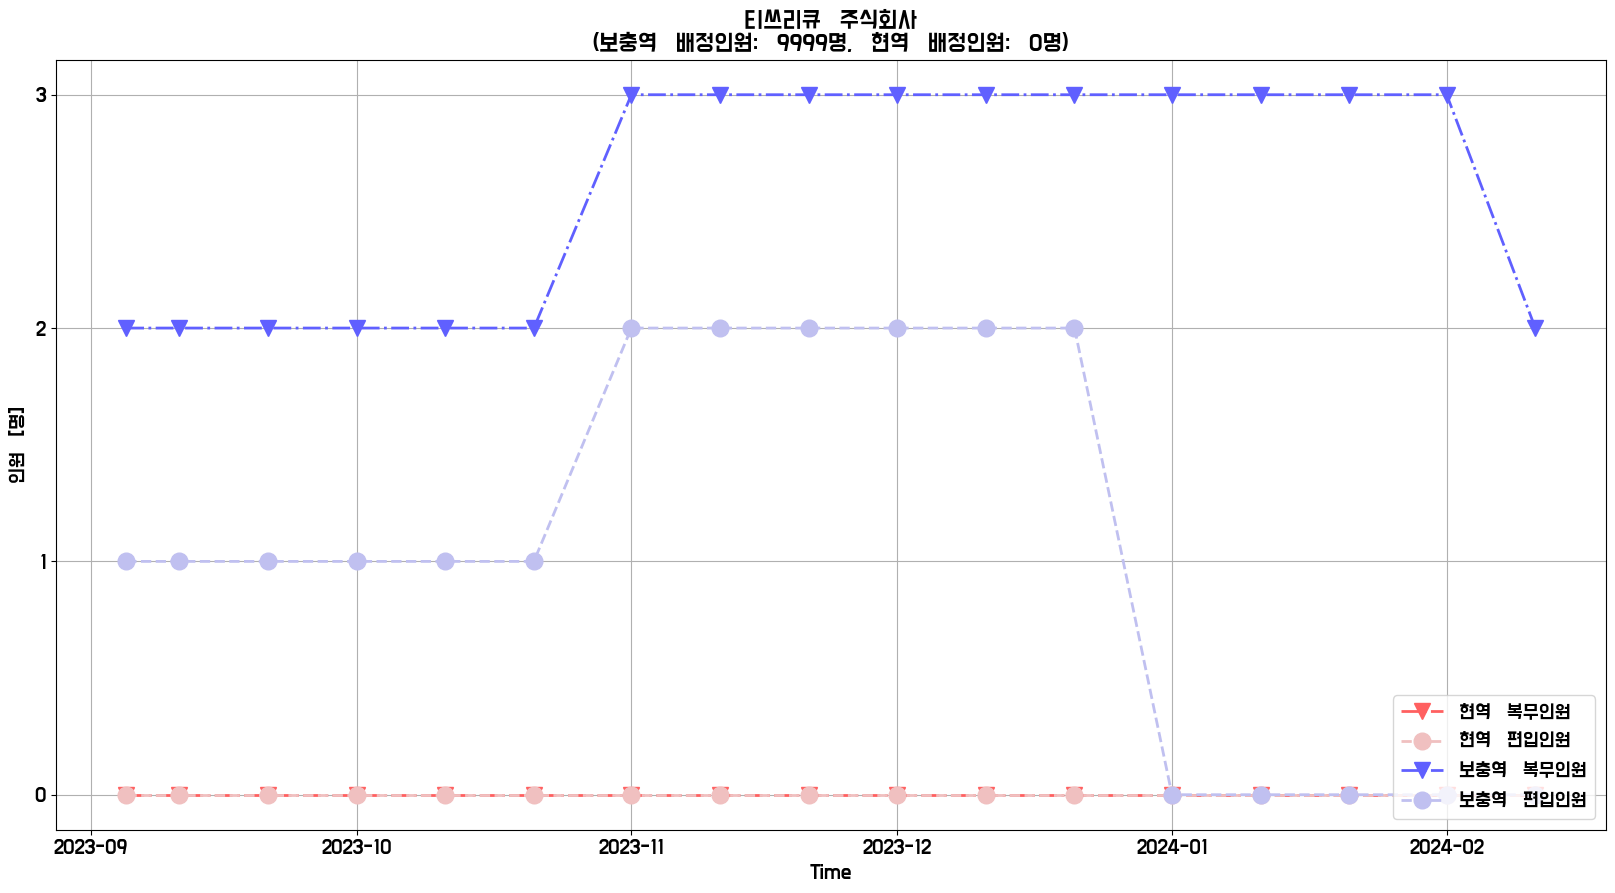 티쓰리큐 주식회사
(보충역 배정인원: 9999명, 현역 배정인원: 0명)
3
2
1
0
인원 [명]
2023-09 2023-10 2023-11 2023-12 2024-01 2024-02
Time
현역 복무인원
현역 편입인원
보충역 복무인원
보충역 편입인원